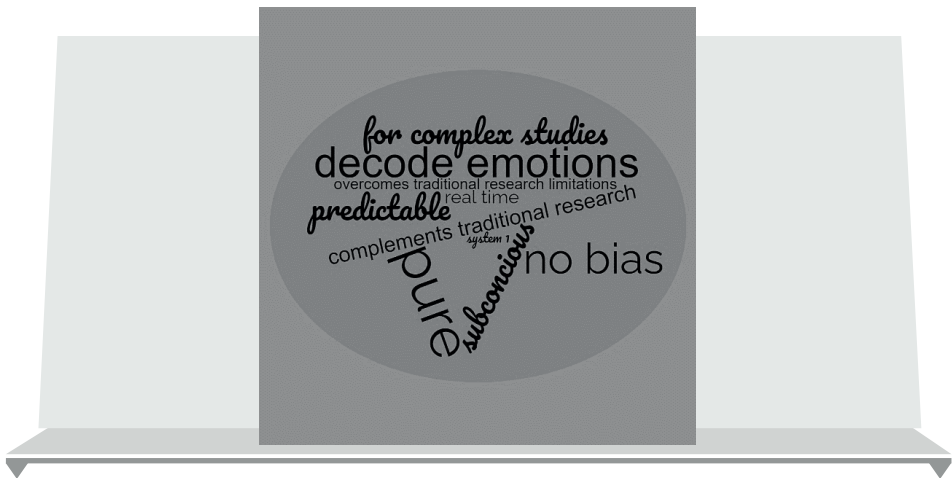 for complex studies
decode emotions
overcomes traditional research limitations
real time
predictable
complements traditional research
system 1
no bias
pure
subconcious